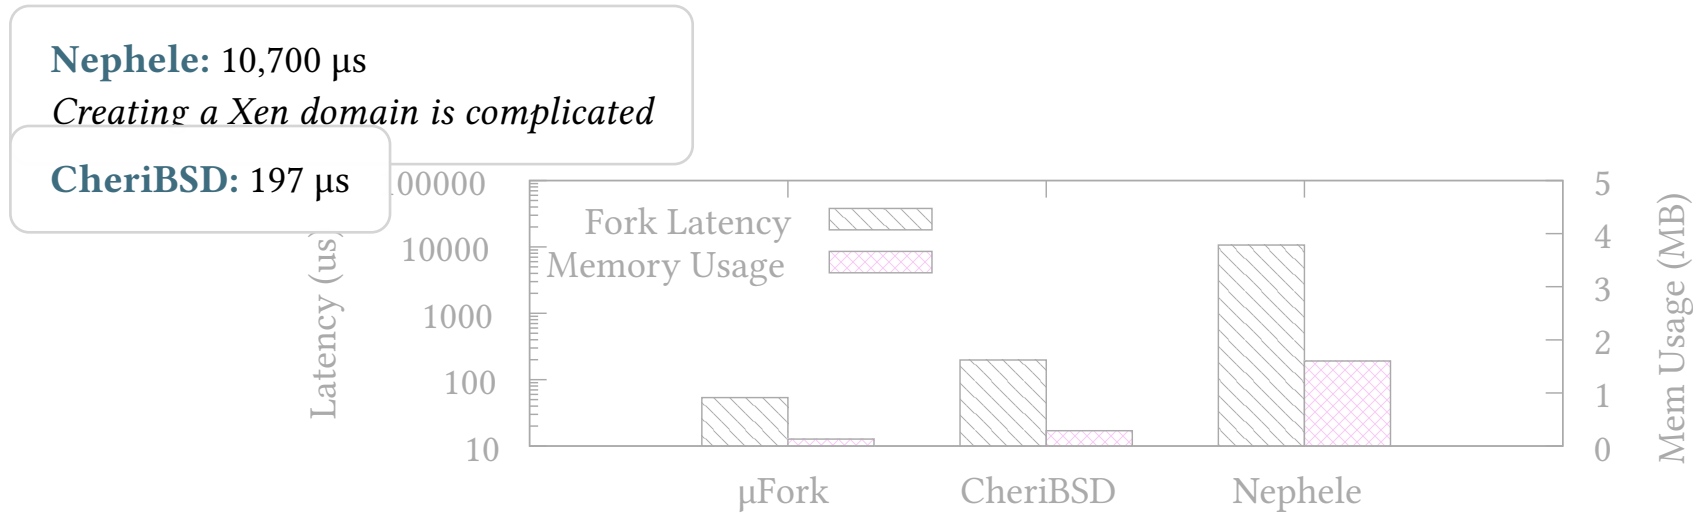 Nephele: 10,700 µs
Creating a Xen domain is complicated
CheriBSD: 197 µs
Fork Latency
Memory Usage
Latency (us)
00000
10000
1000
100
10
5
4
3
2
1
0
Mem Usage (MB)
µFork
CheriBSD
Nephele